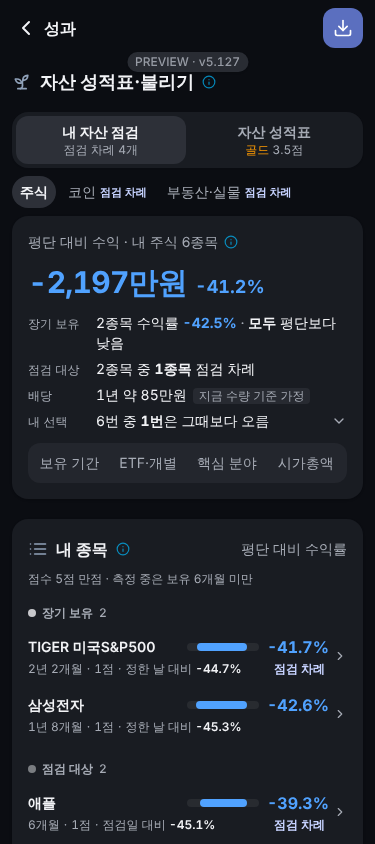 성과
PREVIEW · v5.127
자산 성적표·불리기
내 자산 점검
점검 차례 4개
자산 성적표
골드 3.5점
주식
코인 점검 차례
부동산·실물 점검 차례
평단 대비 수익 · 내 주식 6종목
-2,197만원 -41.2%
장기 보유 2종목 수익률 -42.5% · 모두 평단보다
낮음
점검 대상 2종목 중 1종목 점검 차례
배당 1년 약 85만원 지금 수량 기준 가정
내 선택 6번 중 1번은 그때보다 오름
보유 기간 ETF·개별 핵심 분야 시가총액
내 종목 평단 대비 수익률
점수 5점 만점 · 측정 중은 보유 6개월 미만
장기 보유 2
TIGER 미국S&P500 -41.7%
2년 2개월 · 1점 · 정한 날 대비 -44.7% 점검 차례
삼성전자 -42.6%
1년 8개월 · 1점 · 정한 날 대비 -45.3%
점검 대상 2
애플 -39.3%
6개월 · 1점 · 점검일 대비 -45.1% 점검 차례